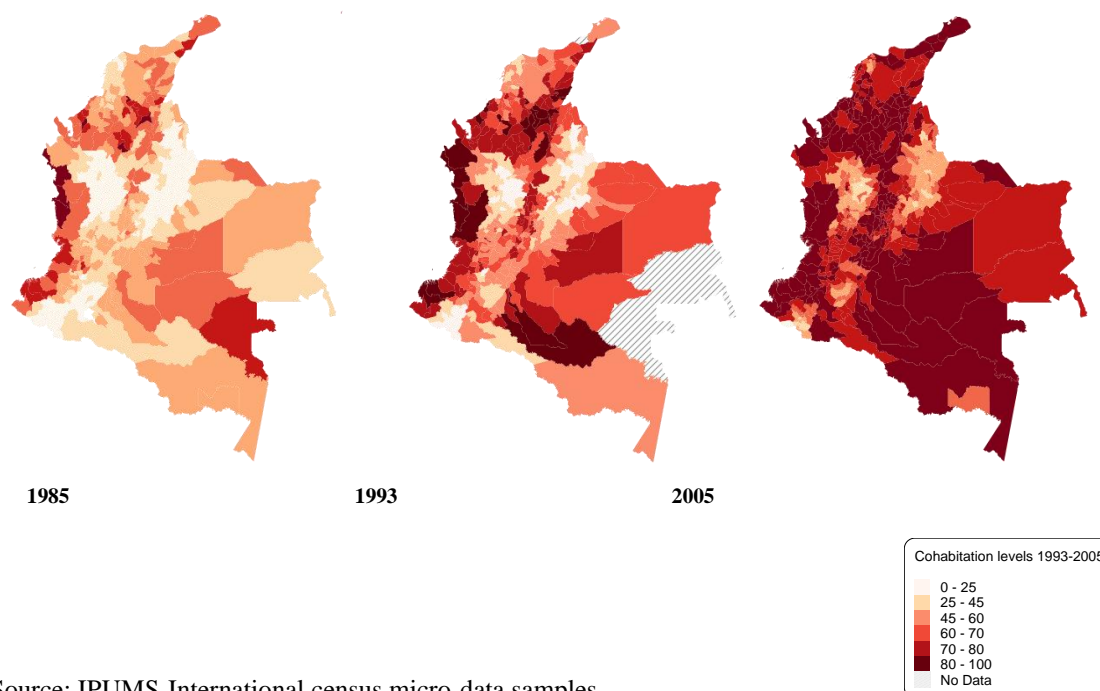 1985
1993
2005
Cohabitation levels 1993-2005
0 - 25
25 - 45
45 - 60
60 - 70
70 - 80
80 - 100
No Data
Source: IPUMS-International census micro-data samples